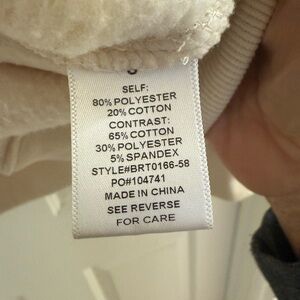 SELF:
80% POLYESTER
20% COTTON
CONTRAST:
65% COTTON
30% POLYESTER
5% SPANDEX
STYLE#BRT0166-58
PO#104741
MADE IN CHINA
SEE REVERSE
FOR CARE